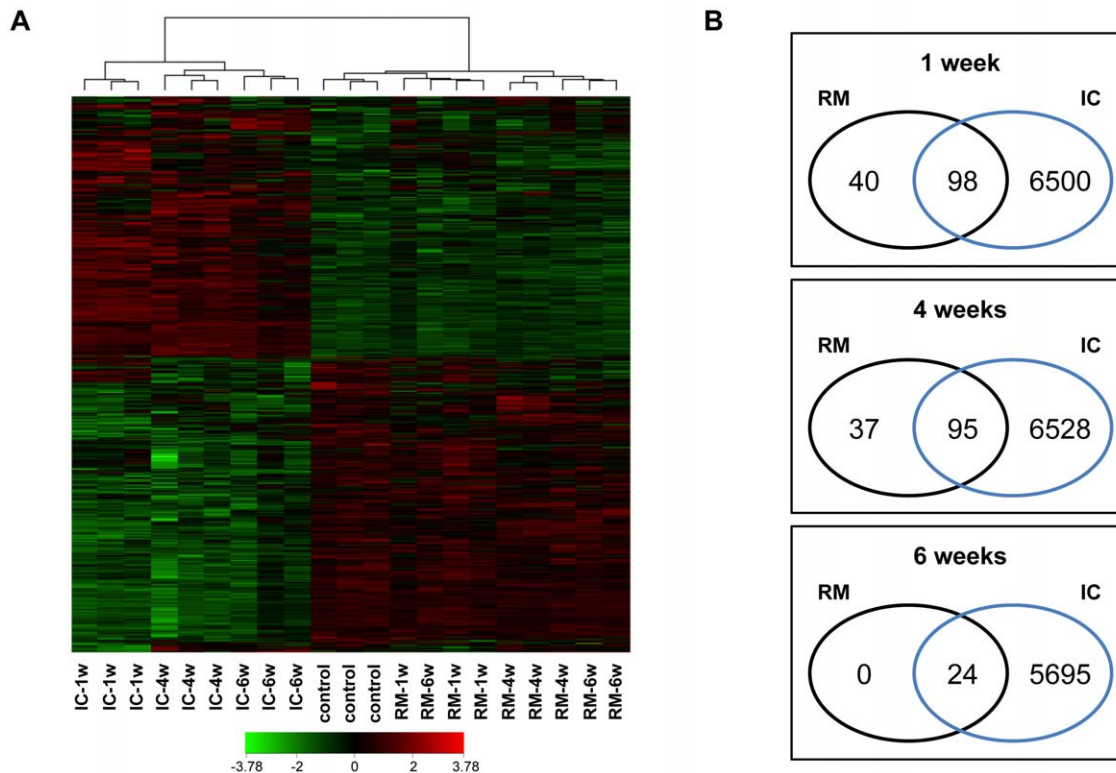 A
IC-1w IC-1w IC-1w IC-4w IC-4w IC-4w IC-6w IC-6w IC-6w control control control RM-1w RM-6w RM-1w RM-1w RM-4w RM-4w RM-4w RM-6w RM-6w
-3.78 -2 0 2 3.78
B
1 week
RM IC
40 98 6500
4 weeks
RM IC
37 95 6528
6 weeks
RM IC
0 24 5695